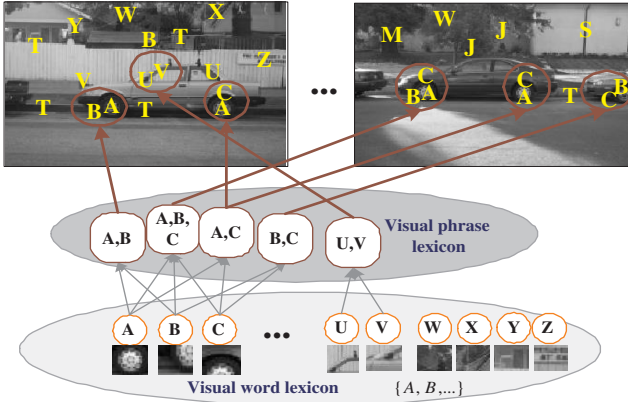 W X
Y B T
T
V U V U Z
T B A T C A
...
M W J S
J
C C
B A A T B
C
A,B
A,B,
C
A,C
B,C
U,V
Visual phrase
lexicon
A B C ... U V W X Y Z
Visual word lexicon
{A, B,...}